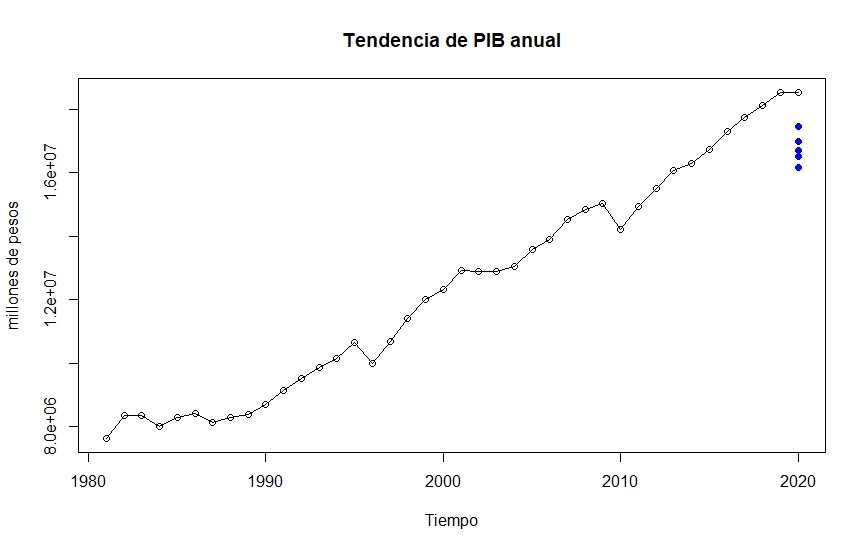 Tendencia de PIB anual
millones de pesos
1.6e+07
1.2e+07
8.0e+06
1980
1990
2000
2010
2020
Tiempo